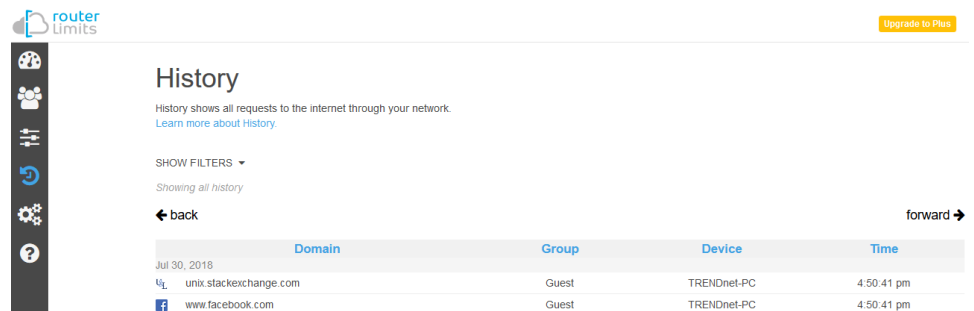 router
Limits
Upgrade to Plus
History
History shows all requests to the internet through your network.
Learn more about History.
SHOW FILTERS
Showing all history
back forward
Domain Group Device Time
Jul 30, 2018
UL unix.stackexchange.com Guest TRENDnet-PC 4:50:41 pm
f www.facebook.com Guest TRENDnet-PC 4:50:41 pm